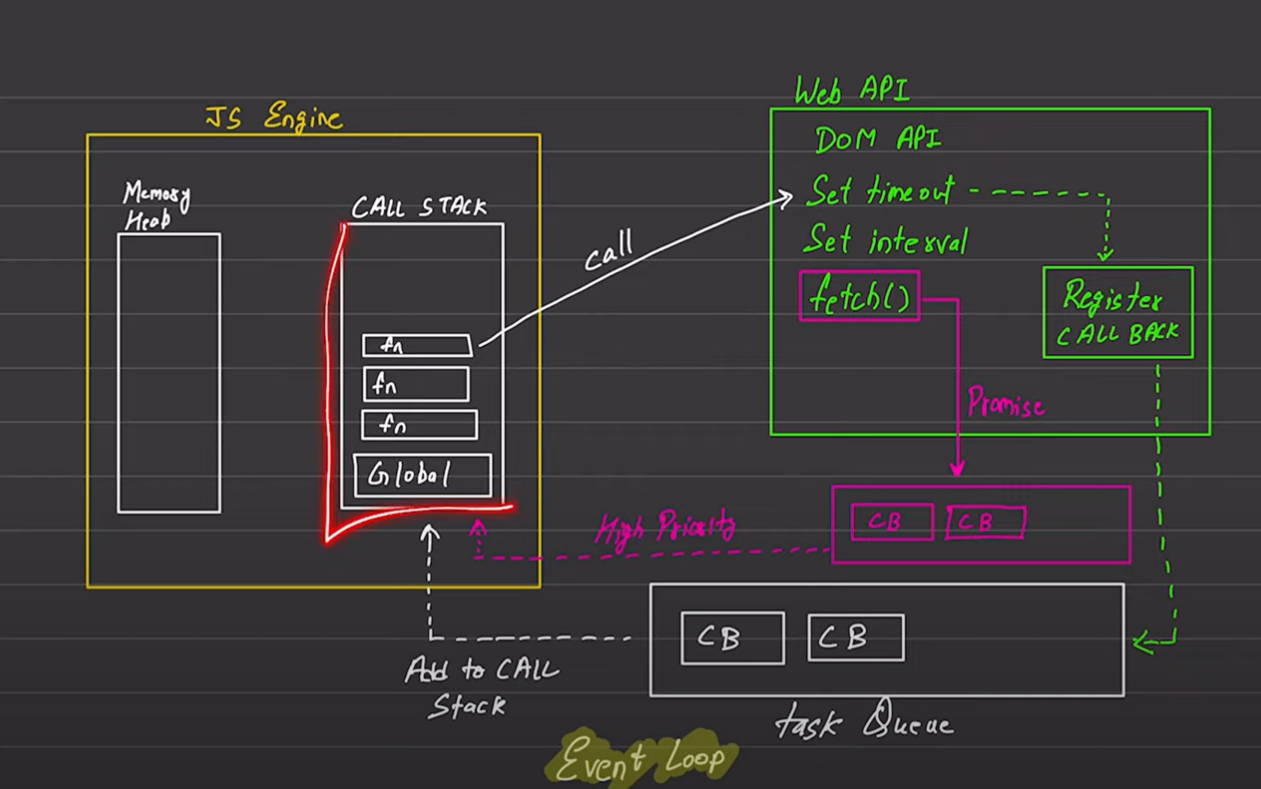 Web API
JS Engine
DOM API
Memory
Heap
CALL STACK
Set timeout
call
Set interval
fetch()
Register
CALL BACK
fn
fn
fn
Global
Promise
High Priority
CB CB
CB CB
Add to CALL
Stack
task Queue
Event Loop